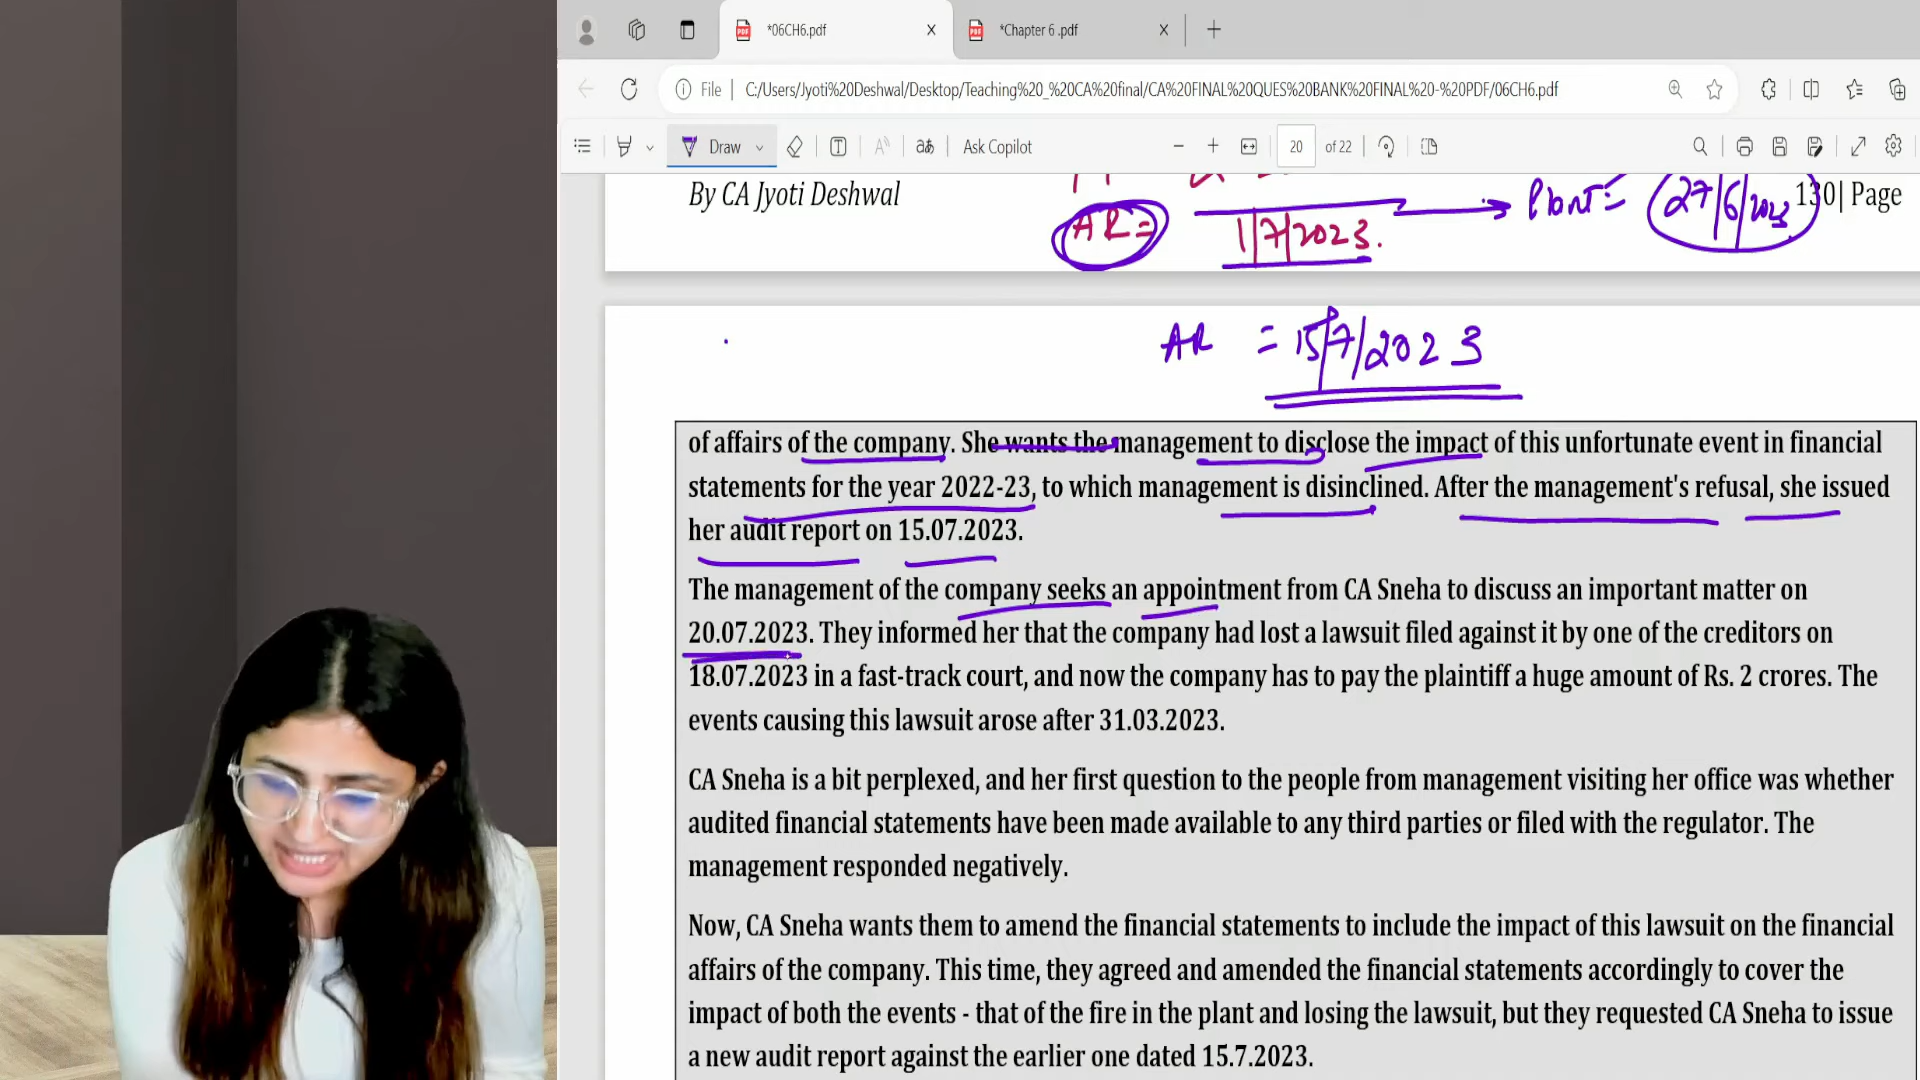 *06CH6.pdf
*Chapter 6 .pdf
File C:/Users/Jyoti%20Deshwal/Desktop/Teaching%20_%20CA%20final/CA%20FINAL%20QUES%20BANK%20FINAL%20-%20PDF/06CH6.pdf
Draw
Ask Copilot
20 of 22
By CA Jyoti Deshwal
AR =
1/7/2023.
Plant =
27/6/2023
130| Page
AR = 15/7/2023
of affairs of the company. She wants the management to disclose the impact of this unfortunate event in financial
statements for the year 2022-23, to which management is disinclined. After the management's refusal, she issued
her audit report on 15.07.2023.
The management of the company seeks an appointment from CA Sneha to discuss an important matter on
20.07.2023. They informed her that the company had lost a lawsuit filed against it by one of the creditors on
18.07.2023 in a fast-track court, and now the company has to pay the plaintiff a huge amount of Rs. 2 crores. The
events causing this lawsuit arose after 31.03.2023.
CA Sneha is a bit perplexed, and her first question to the people from management visiting her office was whether
audited financial statements have been made available to any third parties or filed with the regulator. The
management responded negatively.
Now, CA Sneha wants them to amend the financial statements to include the impact of this lawsuit on the financial
affairs of the company. This time, they agreed and amended the financial statements accordingly to cover the
impact of both the events - that of the fire in the plant and losing the lawsuit, but they requested CA Sneha to issue
a new audit report against the earlier one dated 15.7.2023.